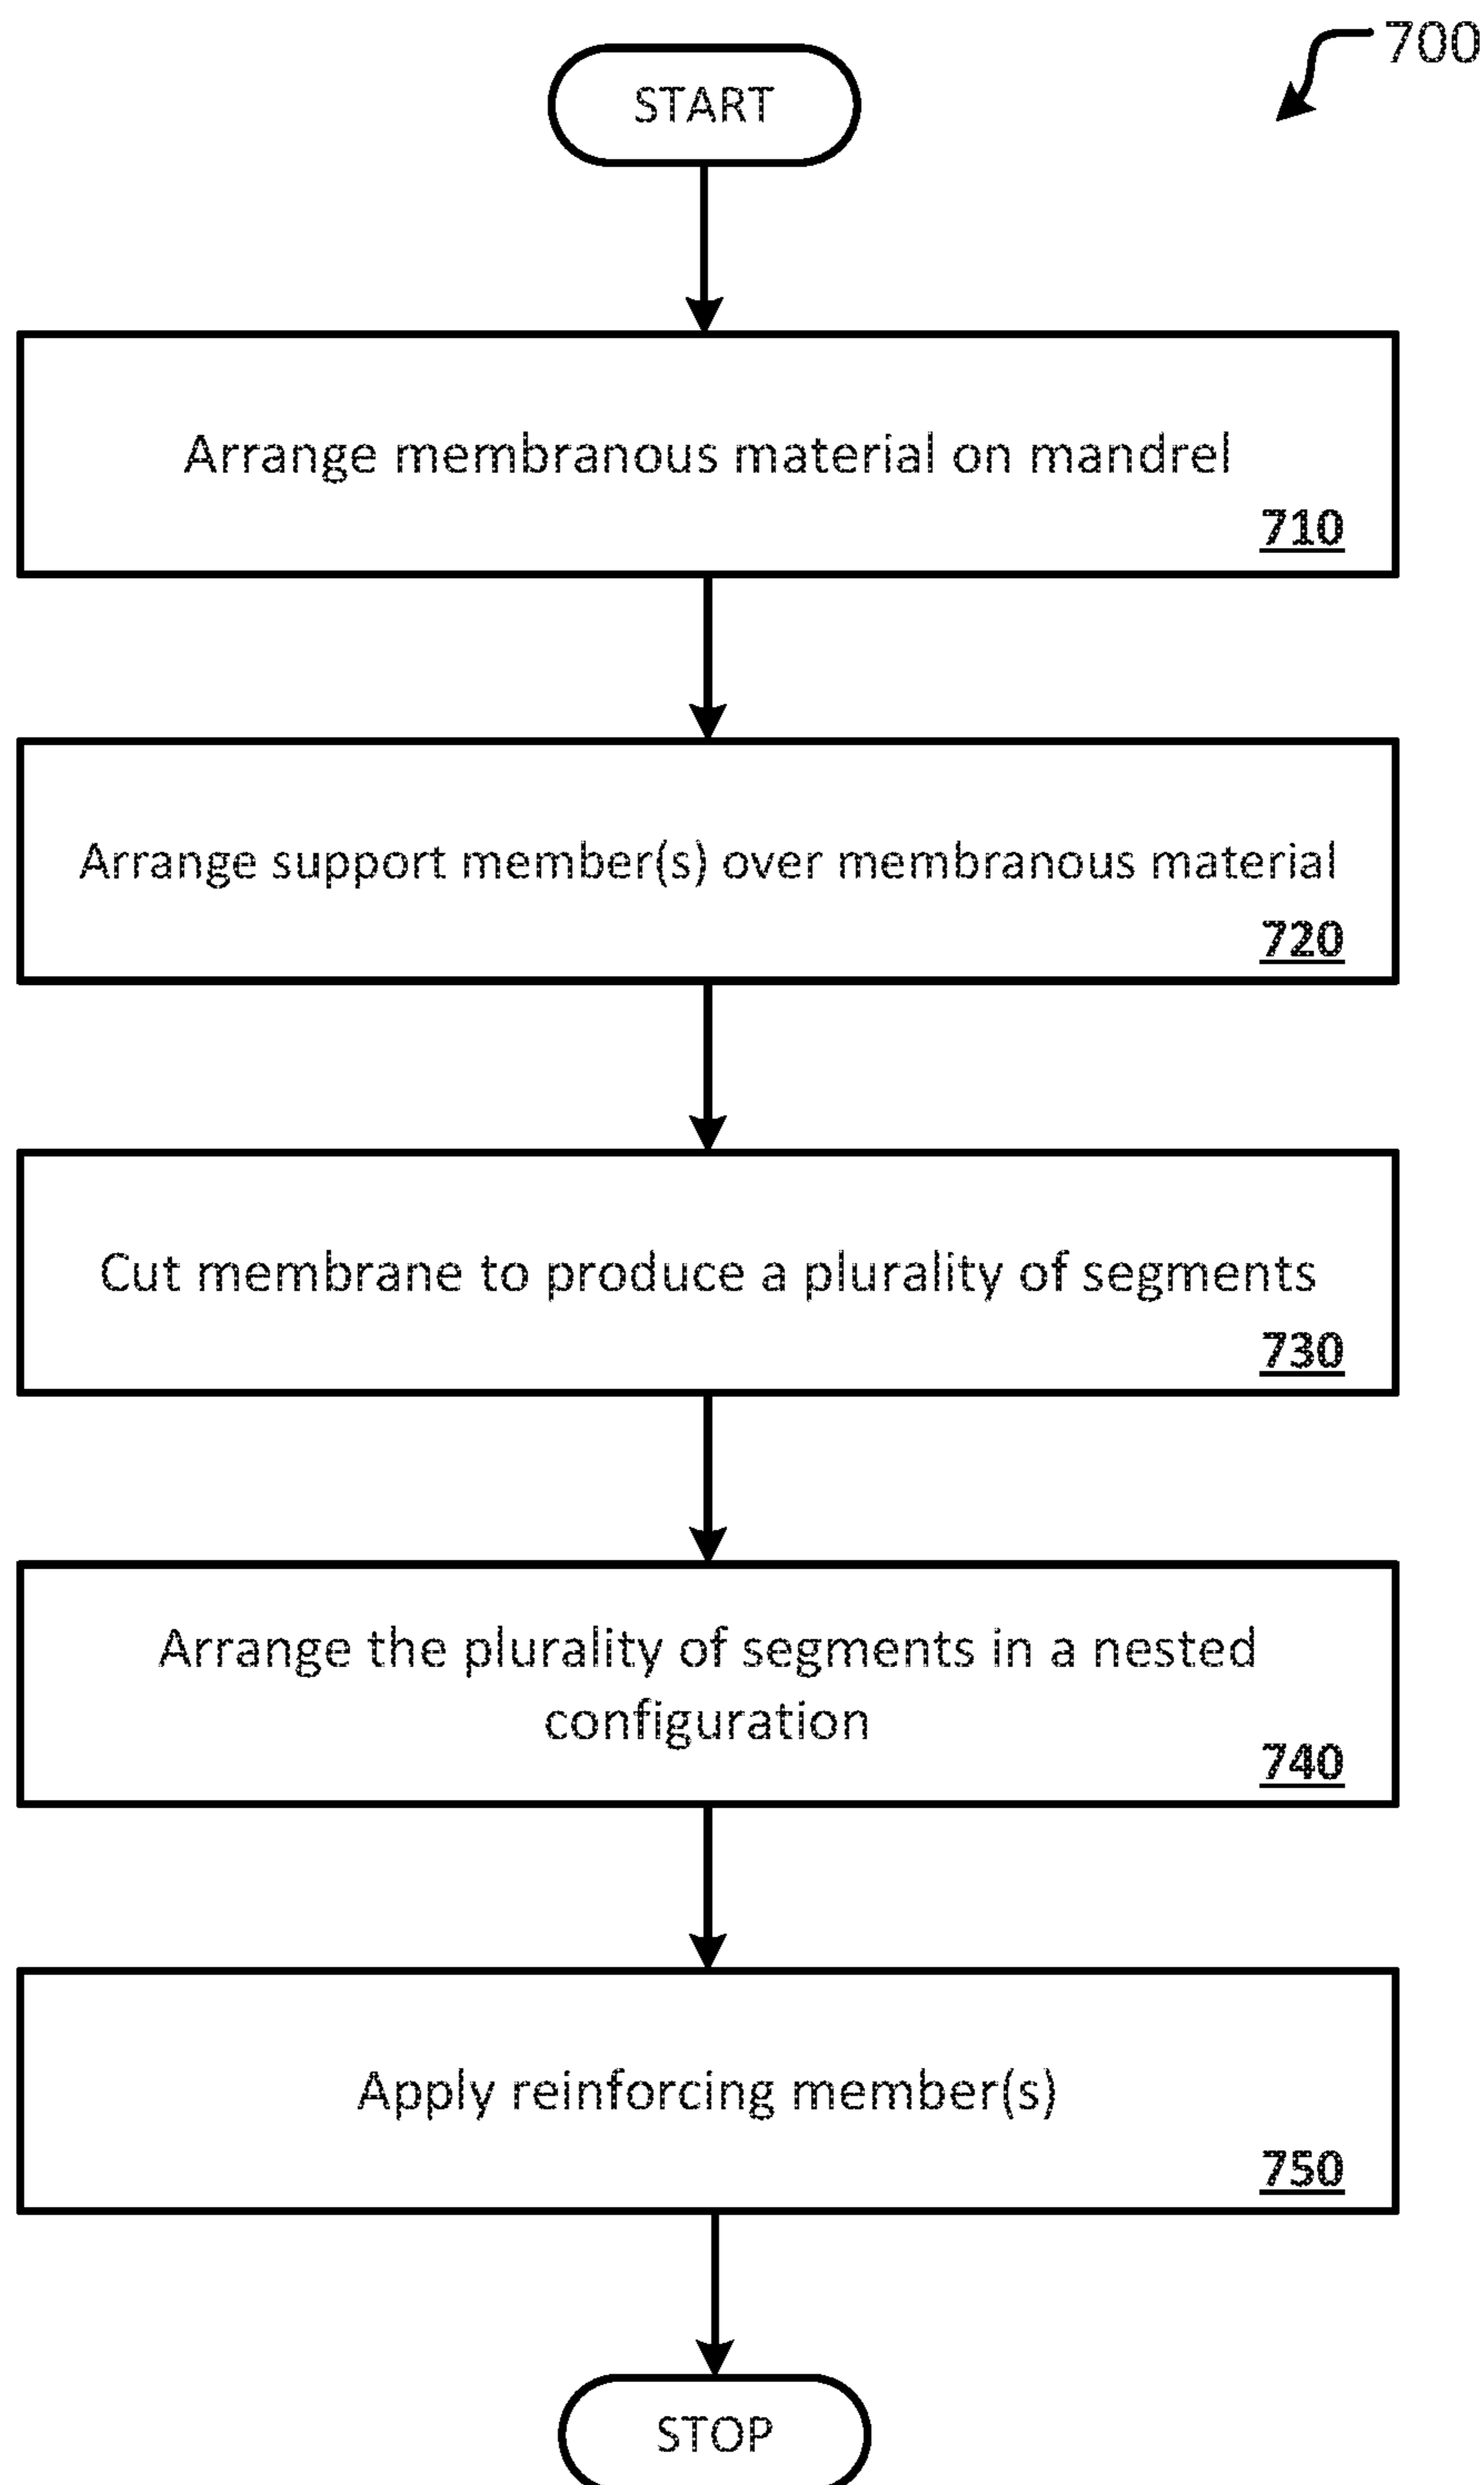 700
START
Arrange membranous material on mandrel
710
Arrange support member(s) over membranous material
720
Cut membrane to produce a plurality of segments
730
Arrange the plurality of segments in a nested
configuration
740
Apply reinforcing member(s)
750
STOP